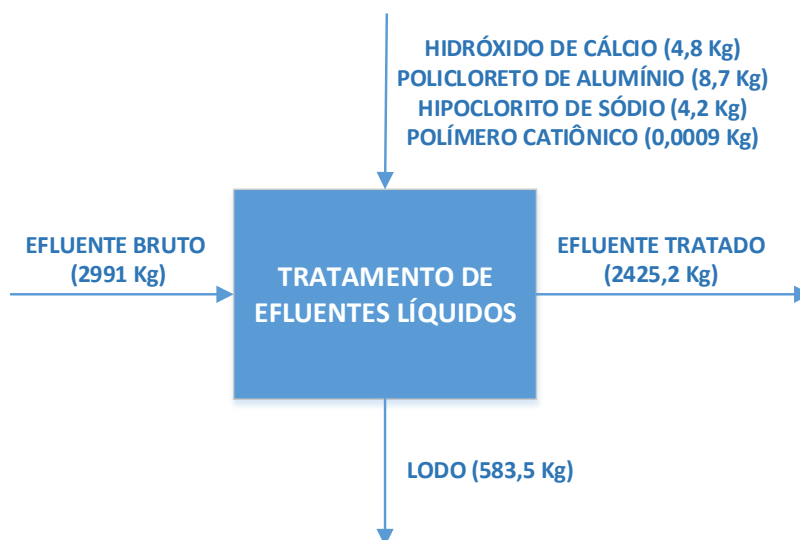 HIDRÓXIDO DE CÁLCIO (4,8 Kg)
POLICLORETO DE ALUMÍNIO (8,7 Kg)
HIPOCLORITO DE SÓDIO (4,2 Kg)
POLÍMERO CATIÔNICO (0,0009 Kg)
EFLUENTE BRUTO
(2991 Kg)
TRATAMENTO DE
EFLUENTES LÍQUIDOS
EFLUENTE TRATADO
(2425,2 Kg)
LODO (583,5 Kg)